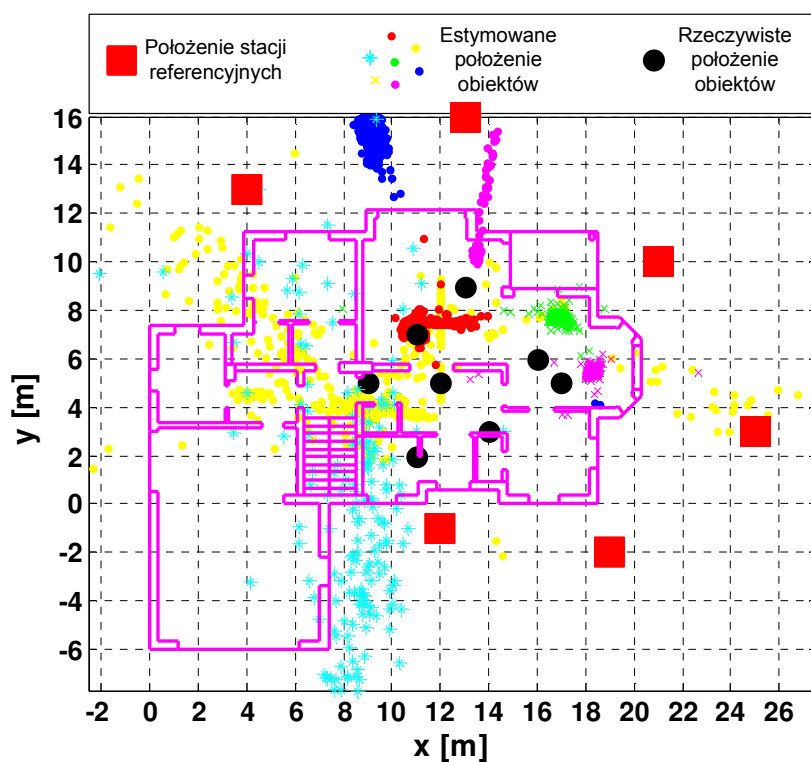 Położenie stacji
referencyjnych
Estymowane
położenie
obiektów
Rzeczywiste
położenie
obiektów
16
14
12
10
8
6
4
2
0
-2
-4
-6
y [m]
-2 0 2 4 6 8 10 12 14 16 18 20 22 24 26
x [m]